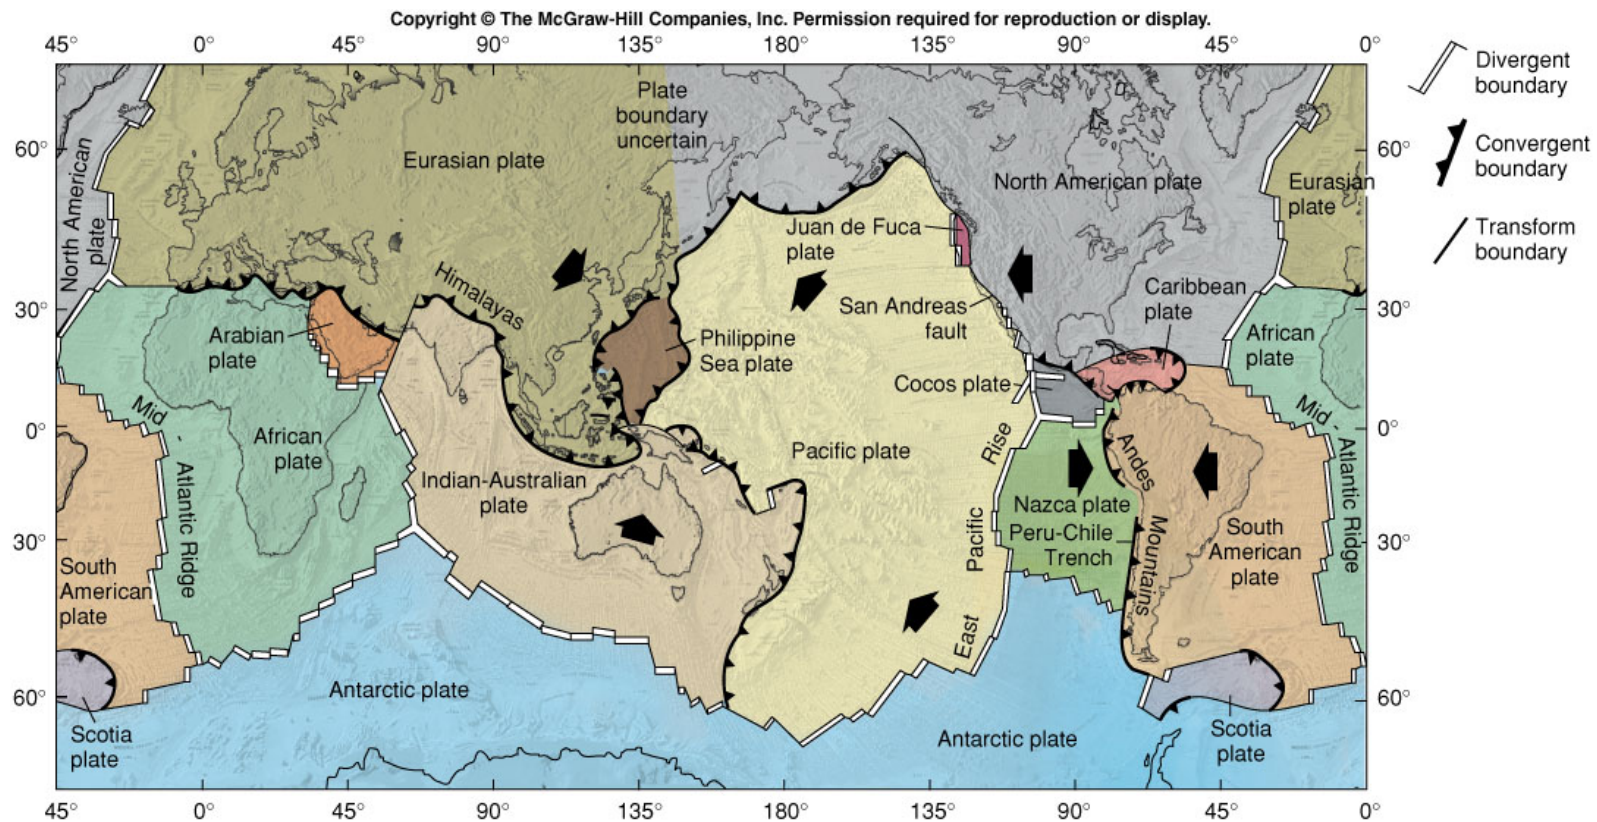 Copyright © The McGraw-Hill Companies, Inc. Permission required for reproduction or display.
45° 0° 45° 90° 135° 180° 135° 90° 45° 0°
Divergent
boundary
Convergent
boundary
Transform
boundary
60°
30°
0°
30°
60°
North American
plate
Eurasian plate
Plate
boundary
uncertain
North American plate
Eurasian
plate
60°
30°
0°
30°
60°
Juan de Fuca
plate
Himalayas
San Andreas
fault
Caribbean
plate
Arabian
plate
Philippine
Sea plate
African
plate
Cocos plate
Mid
Atlantic Ridge
African
plate
Indian-Australian
plate
Pacific plate
East
Pacific
Rise
Nazca plate
Peru-Chile
Trench
Andes
Mountains
South
American
plate
Mid -
Atlantic Ridge
South
American
plate
Scotia
plate
Antarctic plate
Antarctic plate
Scotia
plate
45° 0° 45° 90° 135° 180° 135° 90° 45° 0°